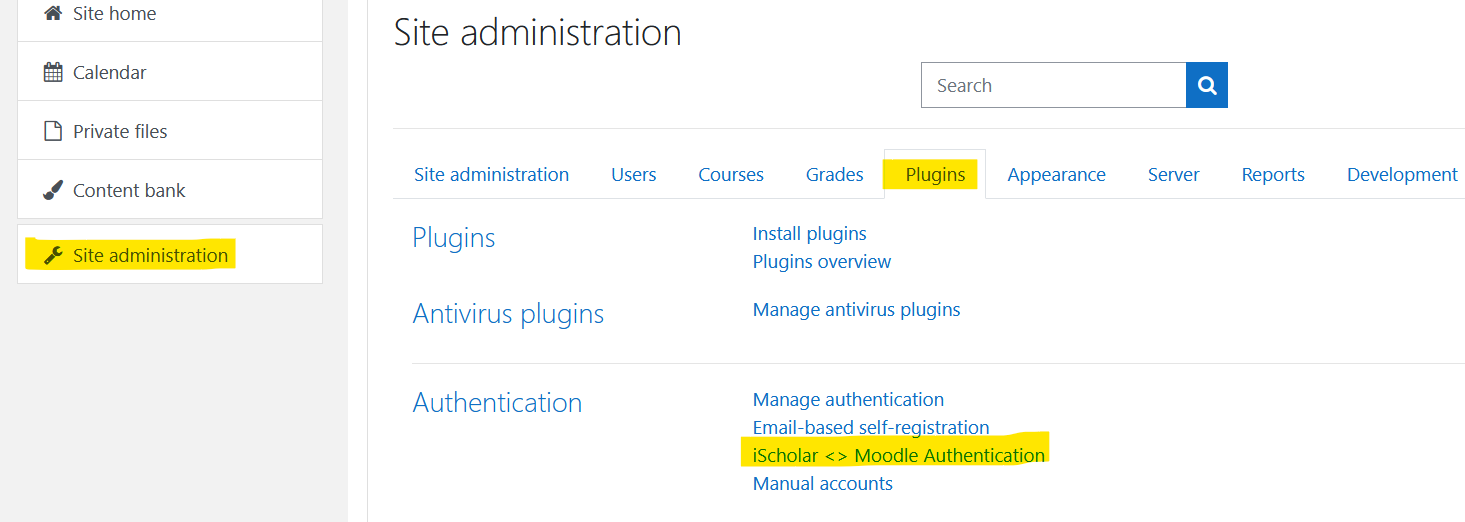 Site home
Calendar
Private files
Content bank
Site administration
Site administration
Search
Site administration Users Courses Grades Plugins Appearance Server Reports Development
Plugins
Install plugins
Plugins overview
Antivirus plugins
Manage antivirus plugins
Authentication
Manage authentication
Email-based self-registration
iScholar <> Moodle Authentication
Manual accounts